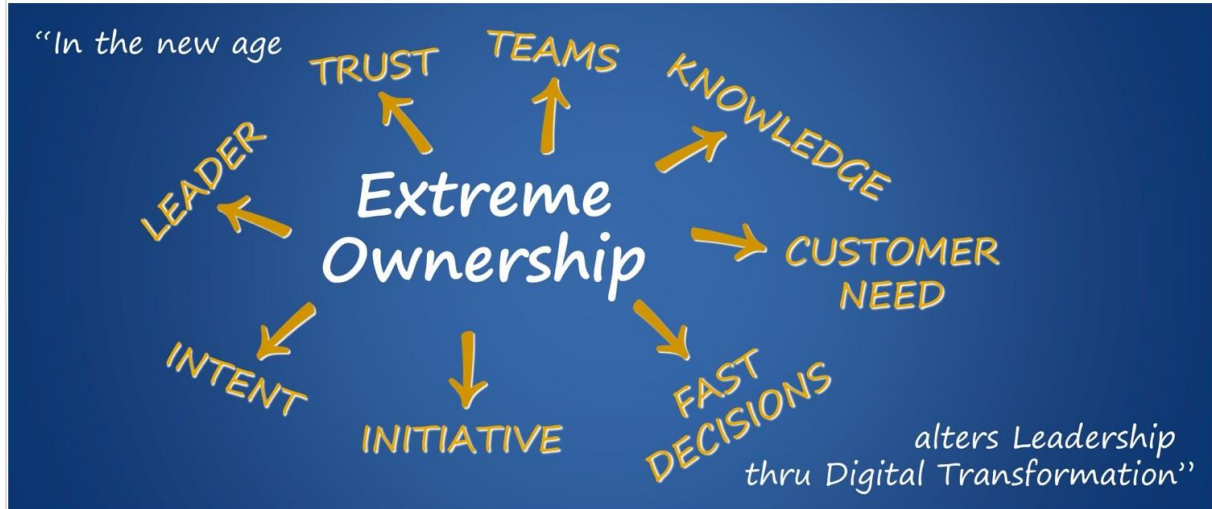 “In the new age
TRUST
TEAMS
KNOWLEDGE
LEADER
Extreme
Ownership
CUSTOMER
NEED
INTENT
INITIATIVE
FAST
DECISIONS
alters Leadership
thru Digital Transformation”